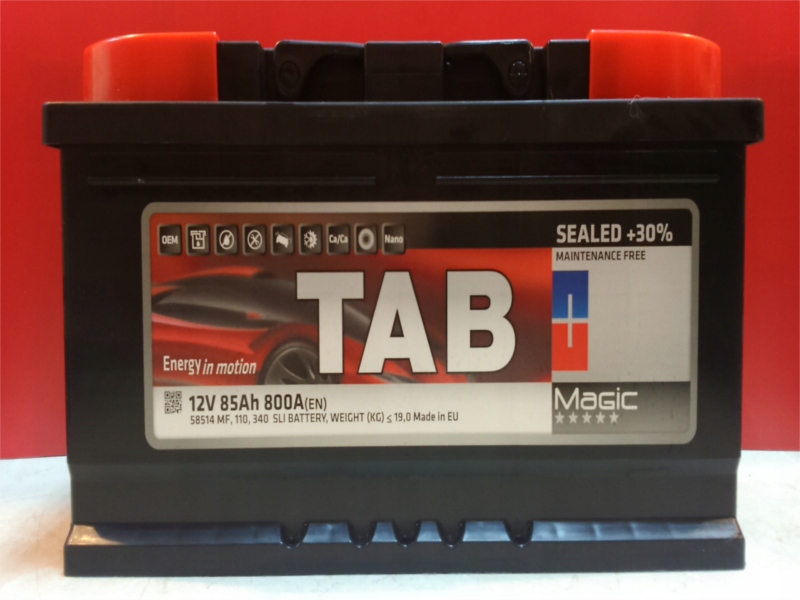 OEM Ca/Ca Nano
SEALED +30%
MAINTENANCE FREE
TAB
Energy in motion
12V 85Ah 800A(EN)
58514 MF, 110, 340 SLI BATTERY, WEIGHT (KG) ≤ 19,0 Made in EU
Magic